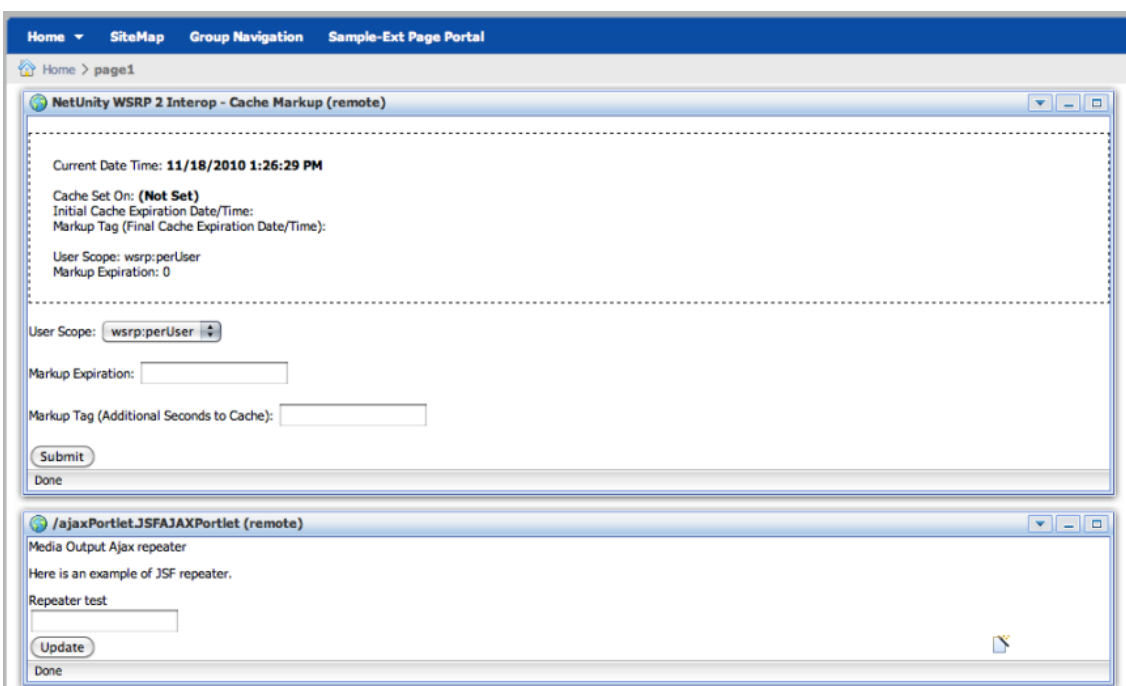 Home SiteMap Group Navigation Sample-Ext Page Portal
Home > page1
NetUnity WSRP 2 Interop - Cache Markup (remote)
Current Date Time: 11/18/2010 1:26:29 PM
Cache Set On: (Not Set)
Initial Cache Expiration Date/Time:
Markup Tag (Final Cache Expiration Date/Time):
User Scope: wsrp:perUser
Markup Expiration: 0
User Scope: wsrp:perUser
Markup Expiration:
Markup Tag (Additional Seconds to Cache):
Submit
Done
/ajaxPortlet.JSFAJAXPortlet (remote)
Media Output Ajax repeater
Here is an example of JSF repeater.
Repeater test
Update
Done